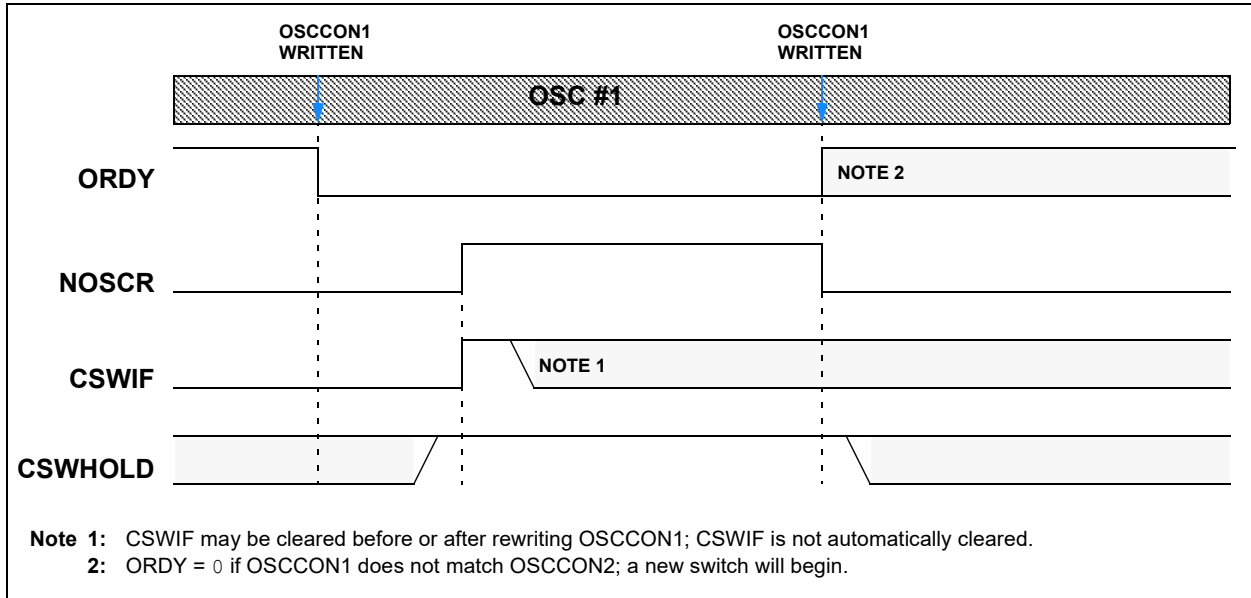 OSCCON1
WRITTEN
OSCCON1
WRITTEN
OSC #1
ORDY
NOTE 2
NOSCR
CSWIF
NOTE 1
CSWHOLD
Note 1: CSWIF may be cleared before or after rewriting OSCCON1; CSWIF is not automatically cleared.
2: ORDY = 0 if OSCCON1 does not match OSCCON2; a new switch will begin.